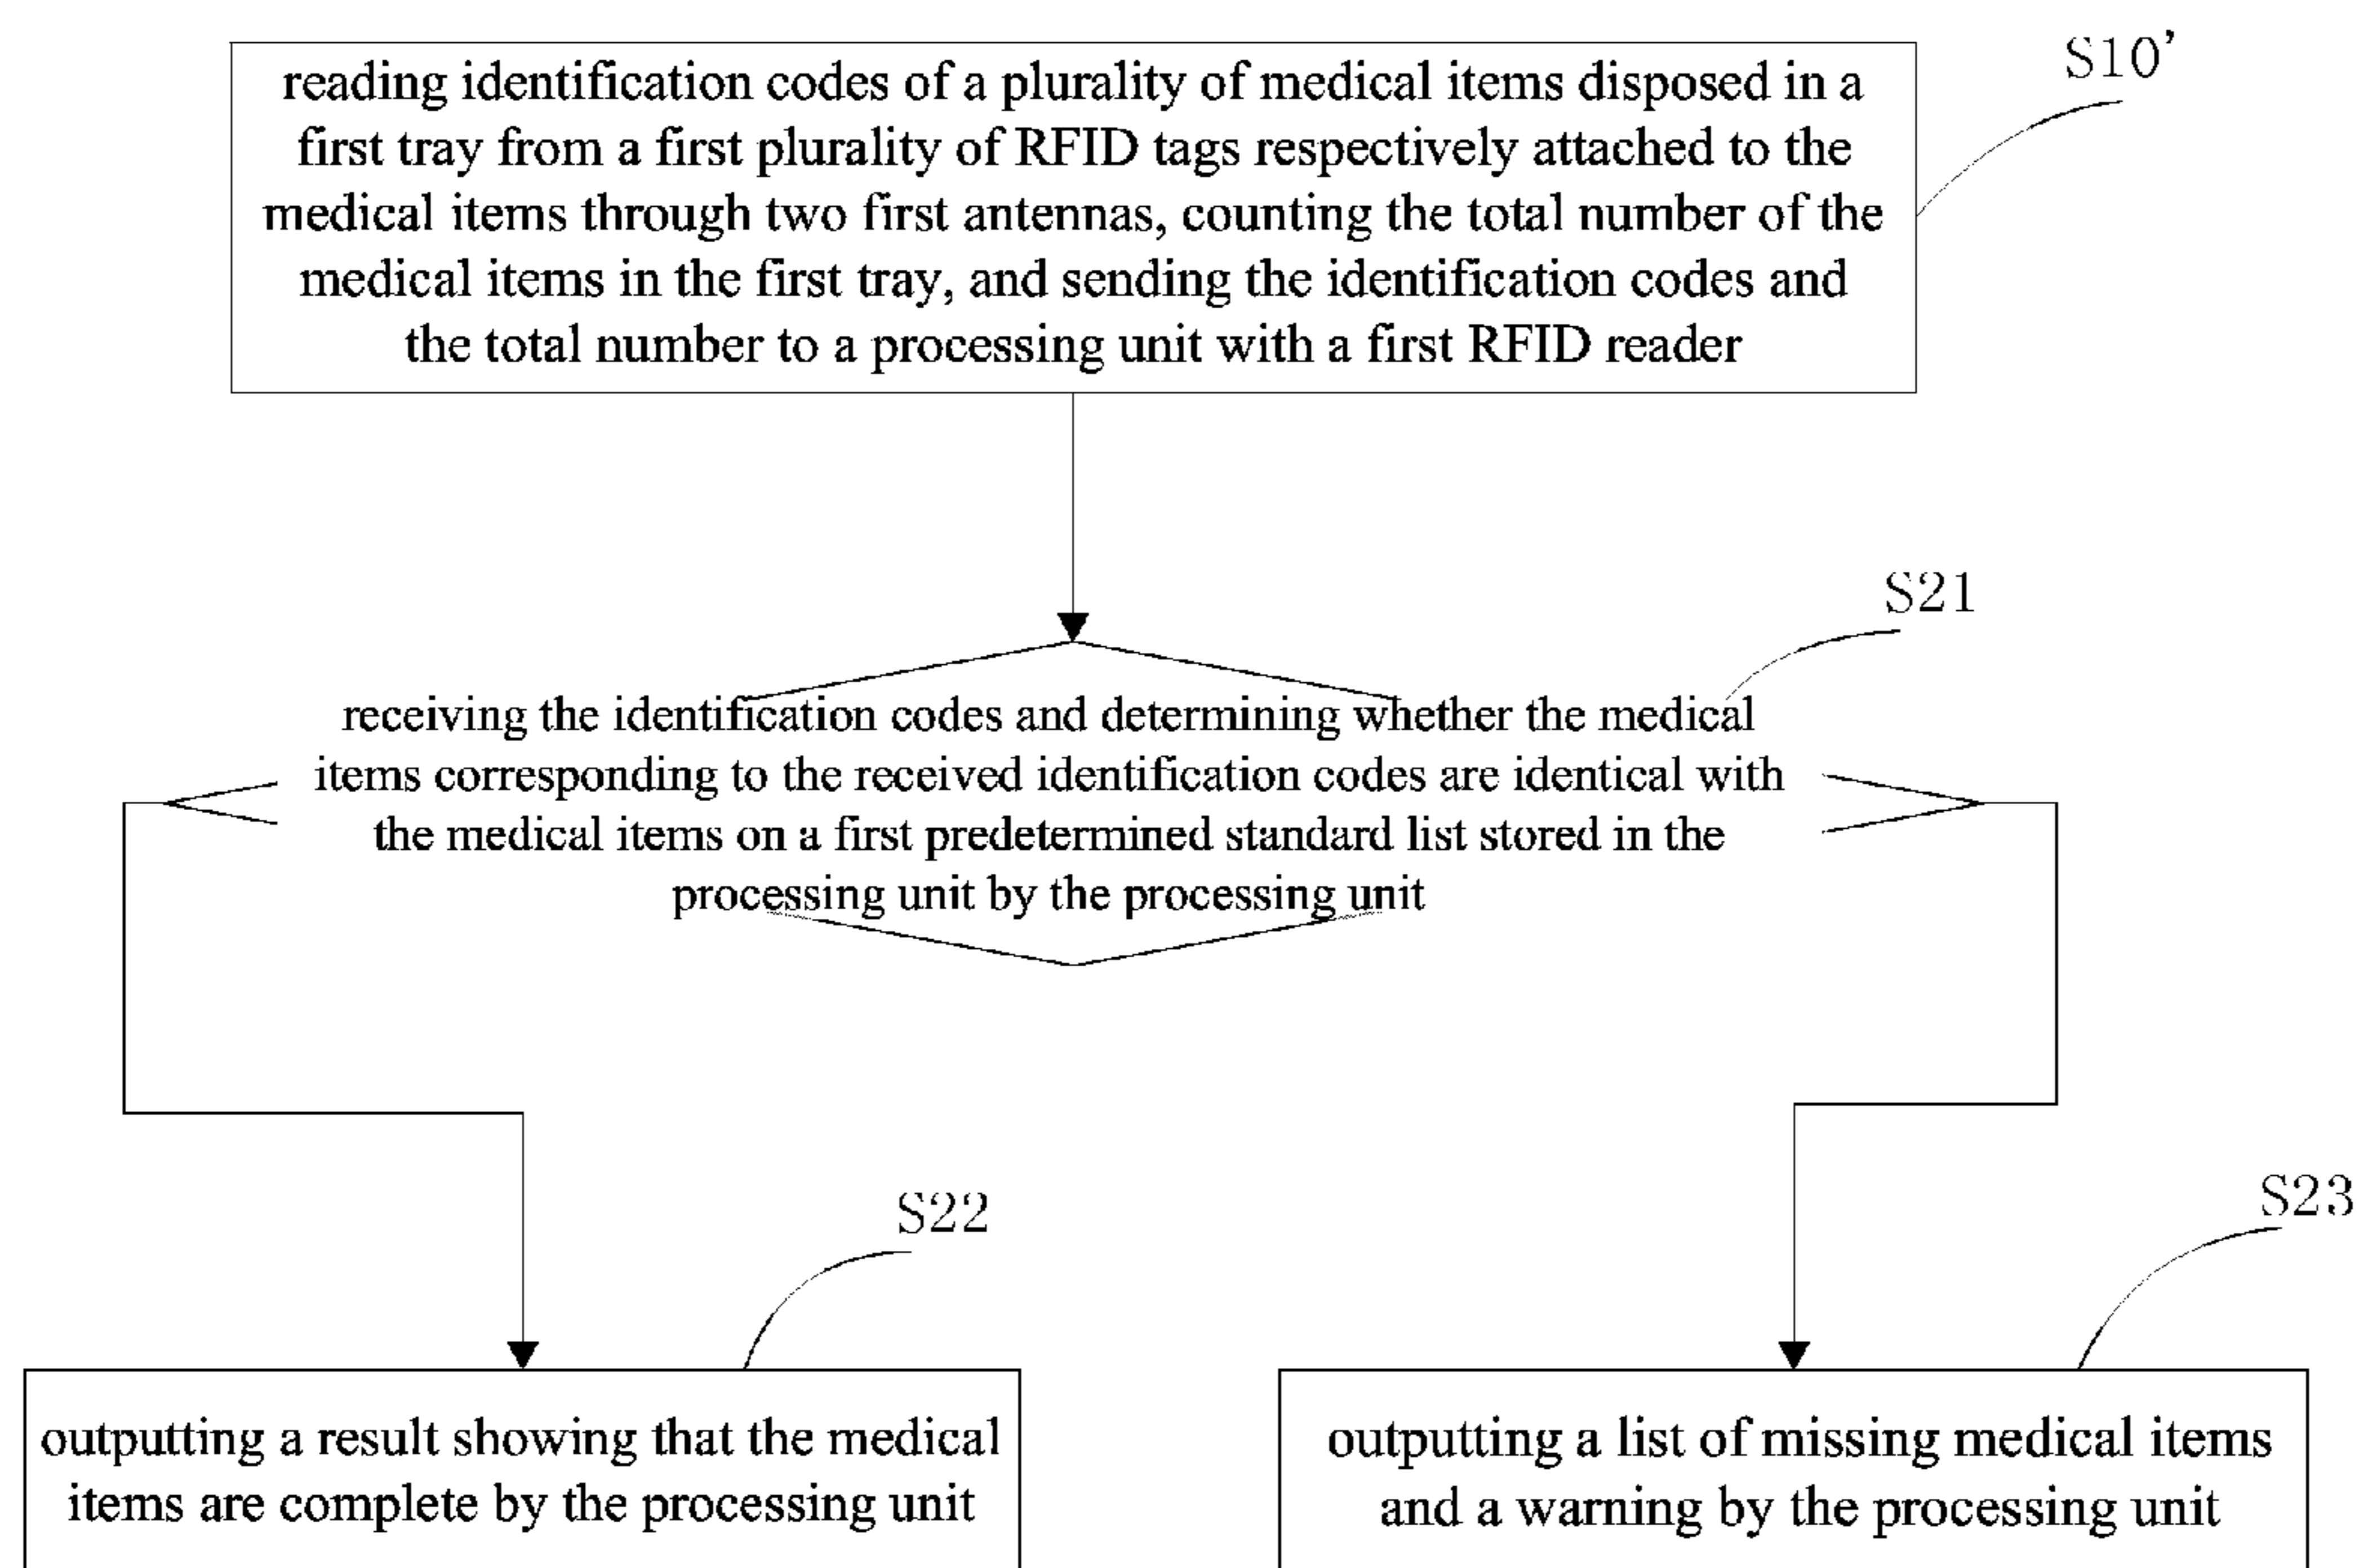 S10’
reading identification codes of a plurality of medical items disposed in a
first tray from a first plurality of RFID tags respectively attached to the
medical items through two first antennas, counting the total number of the
medical items in the first tray, and sending the identification codes and
the total number to a processing unit with a first RFID reader
S21
receiving the identification codes and determining whether the medical
items corresponding to the received identification codes are identical with
the medical items on a first predetermined standard list stored in the
processing unit by the processing unit
S22
outputting a result showing that the medical
items are complete by the processing unit
S23
outputting a list of missing medical items
and a warning by the processing unit